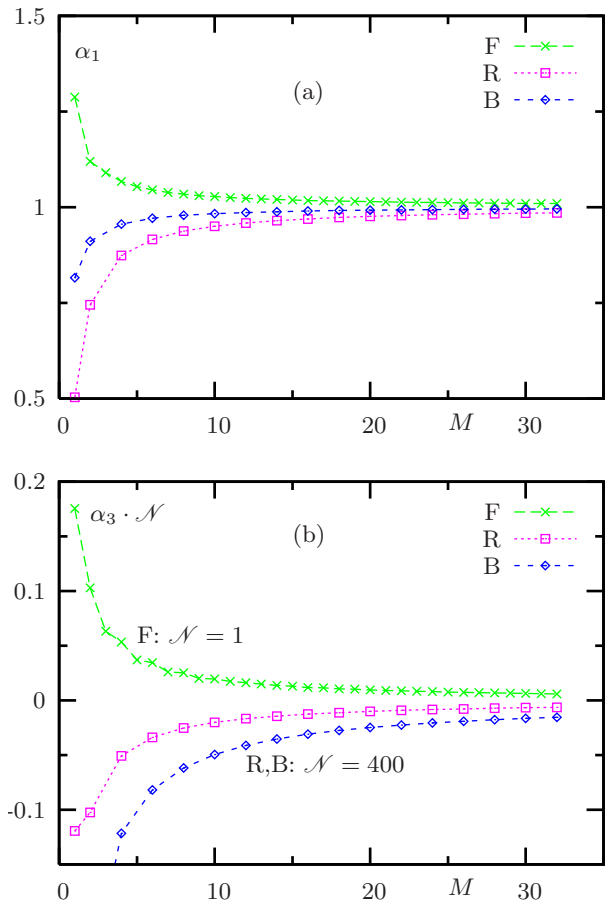 1.5
α₁
(a)
F
R
B
1
0.5
0 10 20 M 30
0.2
α₃ · 𝒩
(b)
F
R
B
0.1
F: 𝒩 = 1
0
R,B: 𝒩 = 400
-0.1
0 10 20 M 30